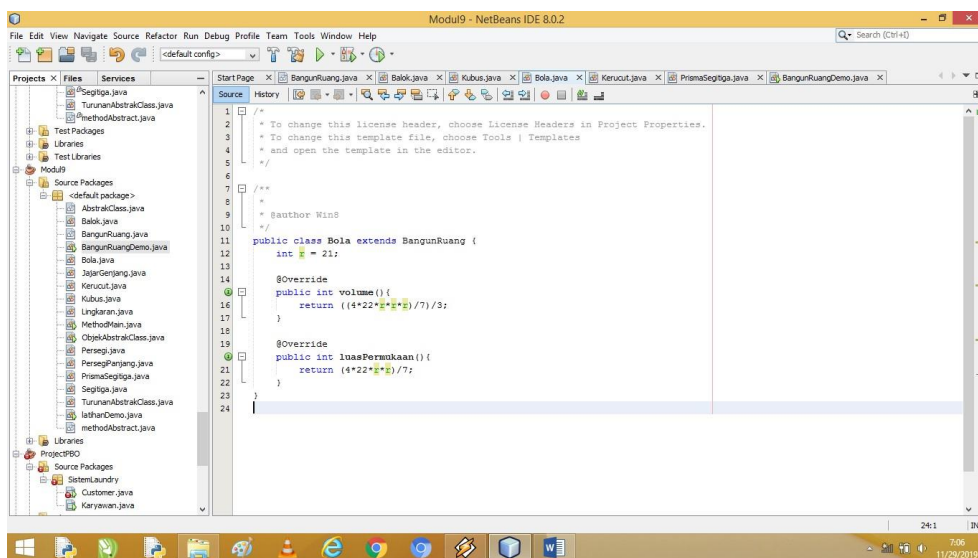 Modul9 - NetBeans IDE 8.0.2
File Edit View Navigate Source Refactor Run Debug Profile Team Tools Window Help
Search (Ctrl+I)
<default config>
Projects Files Services
Start Page BangunRuang.java Balok.java Kubus.java Bola.java Kerucut.java PrismaSegitiga.java BangunRuangDemo.java
Source History
Segitiga.java
TurunanAbstrakClass.java
methodAbstract.java
Test Packages
Libraries
Test Libraries
Modul9
Source Packages
<default package>
AbstrakClass.java
Balok.java
BangunRuang.java
BangunRuangDemo.java
Bola.java
JajarGenjang.java
Kerucut.java
Kubus.java
Lingkaran.java
MethodMain.java
ObjekAbstrakClass.java
Persegi.java
PersegiPanjang.java
PrismaSegitiga.java
Segitiga.java
TurunanAbstrakClass.java
latihanDemo.java
methodAbstract.java
Libraries
ProjectPBO
Source Packages
SistemLaundry
Customer.java
Karyawan.java
1 /*
2 * To change this license header, choose License Headers in Project Properties.
3 * To change this template file, choose Tools | Templates
4 * and open the template in the editor.
5 */
6
7 /**
8 *
9 * @author Win8
10 */
11 public class Bola extends BangunRuang {
12 int r = 21;
13
14 @Override
public int volume(){
16 return ((4*22*r*r*r)/7)/3;
17 }
18
19 @Override
public int luasPermukaan(){
21 return (4*22*r*r)/7;
22 }
23 }
24
24:1 IN
7:06
11/29/2019